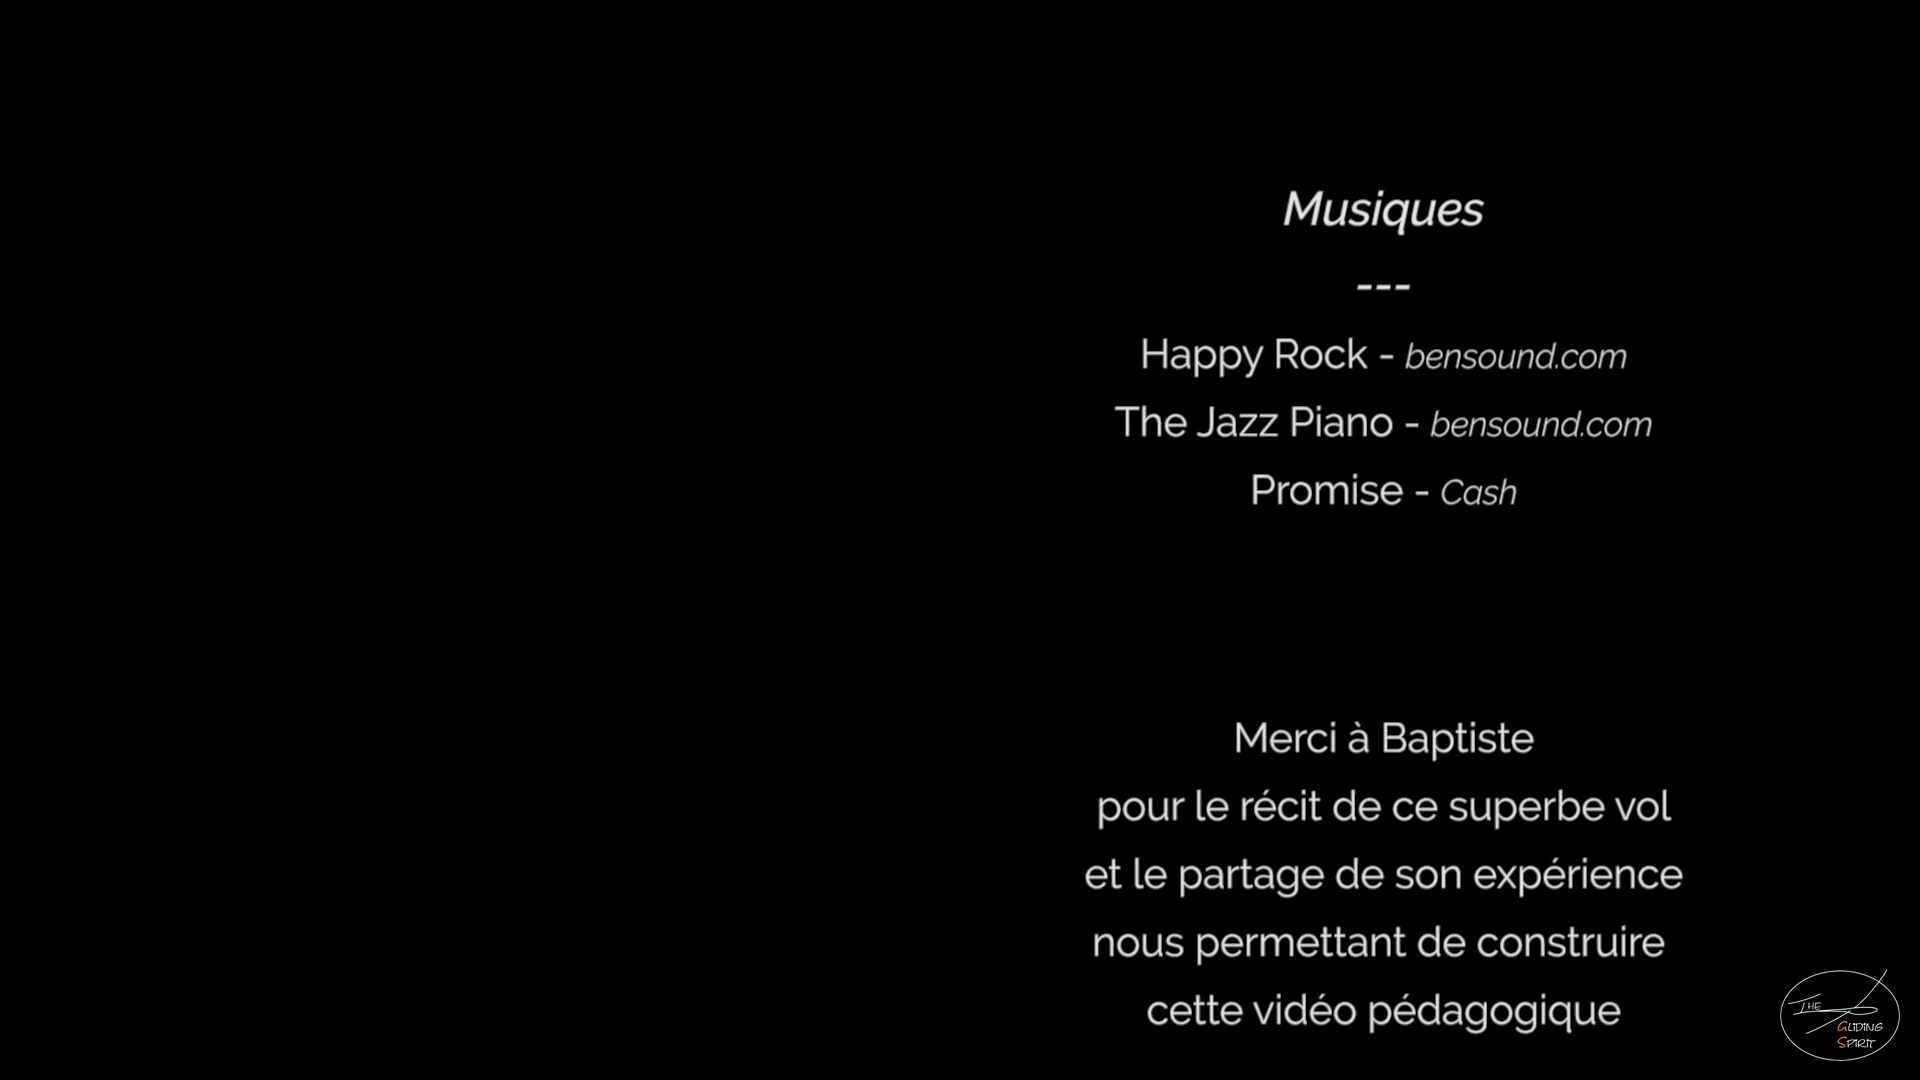 Musiques
---
Happy Rock - bensound.com
The Jazz Piano - bensound.com
Promise - Cash
Merci à Baptiste
pour le récit de ce superbe vol
et le partage de son expérience
nous permettant de construire
cette vidéo pédagogique
THE
GLIDING
SPIRIT